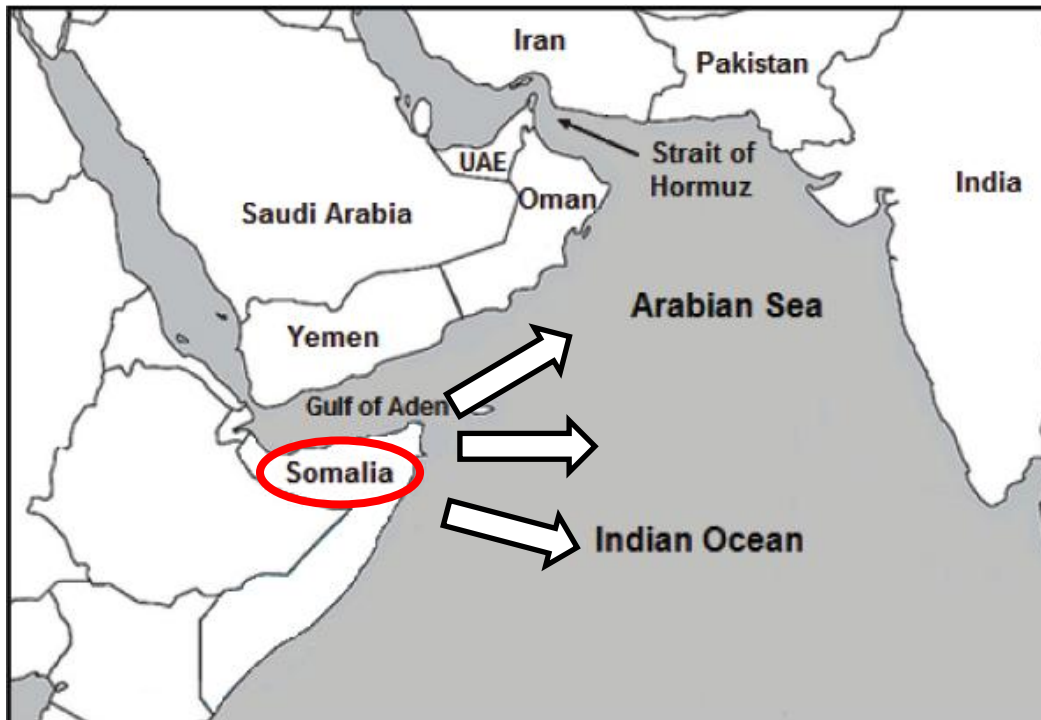 Iran
Pakistan
UAE
Strait of
Hormuz
India
Saudi Arabia
Oman
Arabian Sea
Yemen
Gulf of Aden
Somalia
Indian Ocean